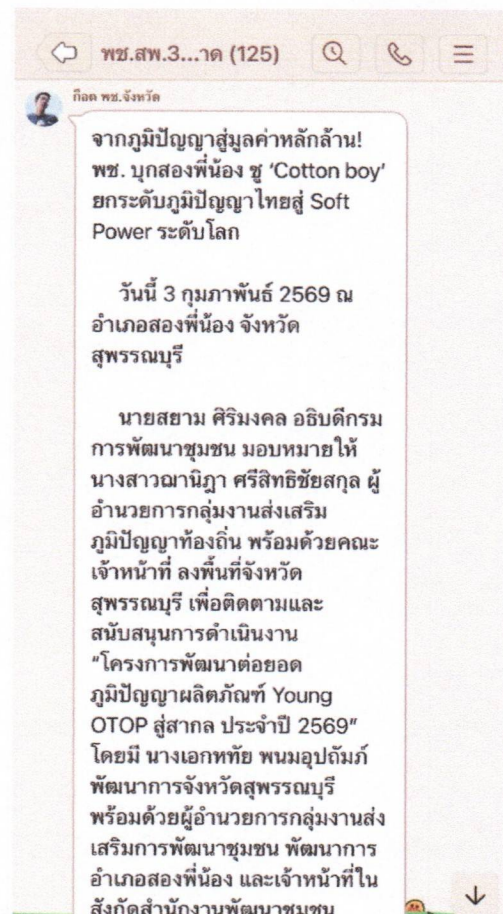 พช.สพ.3...าด (125)
ก๊อต พช.จังหวัด
จากภูมิปัญญาสู่มูลค่าหลักล้าน!
พช. บุกสองพี่น้อง ชู ‘Cotton boy’
ยกระดับภูมิปัญญาไทยสู่ Soft
Power ระดับโลก
วันนี้ 3 กุมภาพันธ์ 2569 ณ
อำเภอสองพี่น้อง จังหวัด
สุพรรณบุรี
นายสยาม ศิริมงคล อธิบดีกรม
การพัฒนาชุมชน มอบหมายให้
นางสาวฌานิฎา ศรีสิทธิชัยสกุล ผู้
อำนวยการกลุ่มงานส่งเสริม
ภูมิปัญญาท้องถิ่น พร้อมด้วยคณะ
เจ้าหน้าที่ ลงพื้นที่จังหวัด
สุพรรณบุรี เพื่อติดตามและ
สนับสนุนการดำเนินงาน
“โครงการพัฒนาต่อยอด
ภูมิปัญญาผลิตภัณฑ์ Young
OTOP สู่สากล ประจำปี 2569”
โดยมี นางเอกหทัย พนมอุปถัมภ์
พัฒนาการจังหวัดสุพรรณบุรี
พร้อมด้วยผู้อำนวยการกลุ่มงานส่ง
เสริมการพัฒนาชุมชน พัฒนาการ
อำเภอสองพี่น้อง และเจ้าหน้าที่ใน
สังกัดสำนักงานพัฒนาชุมชน